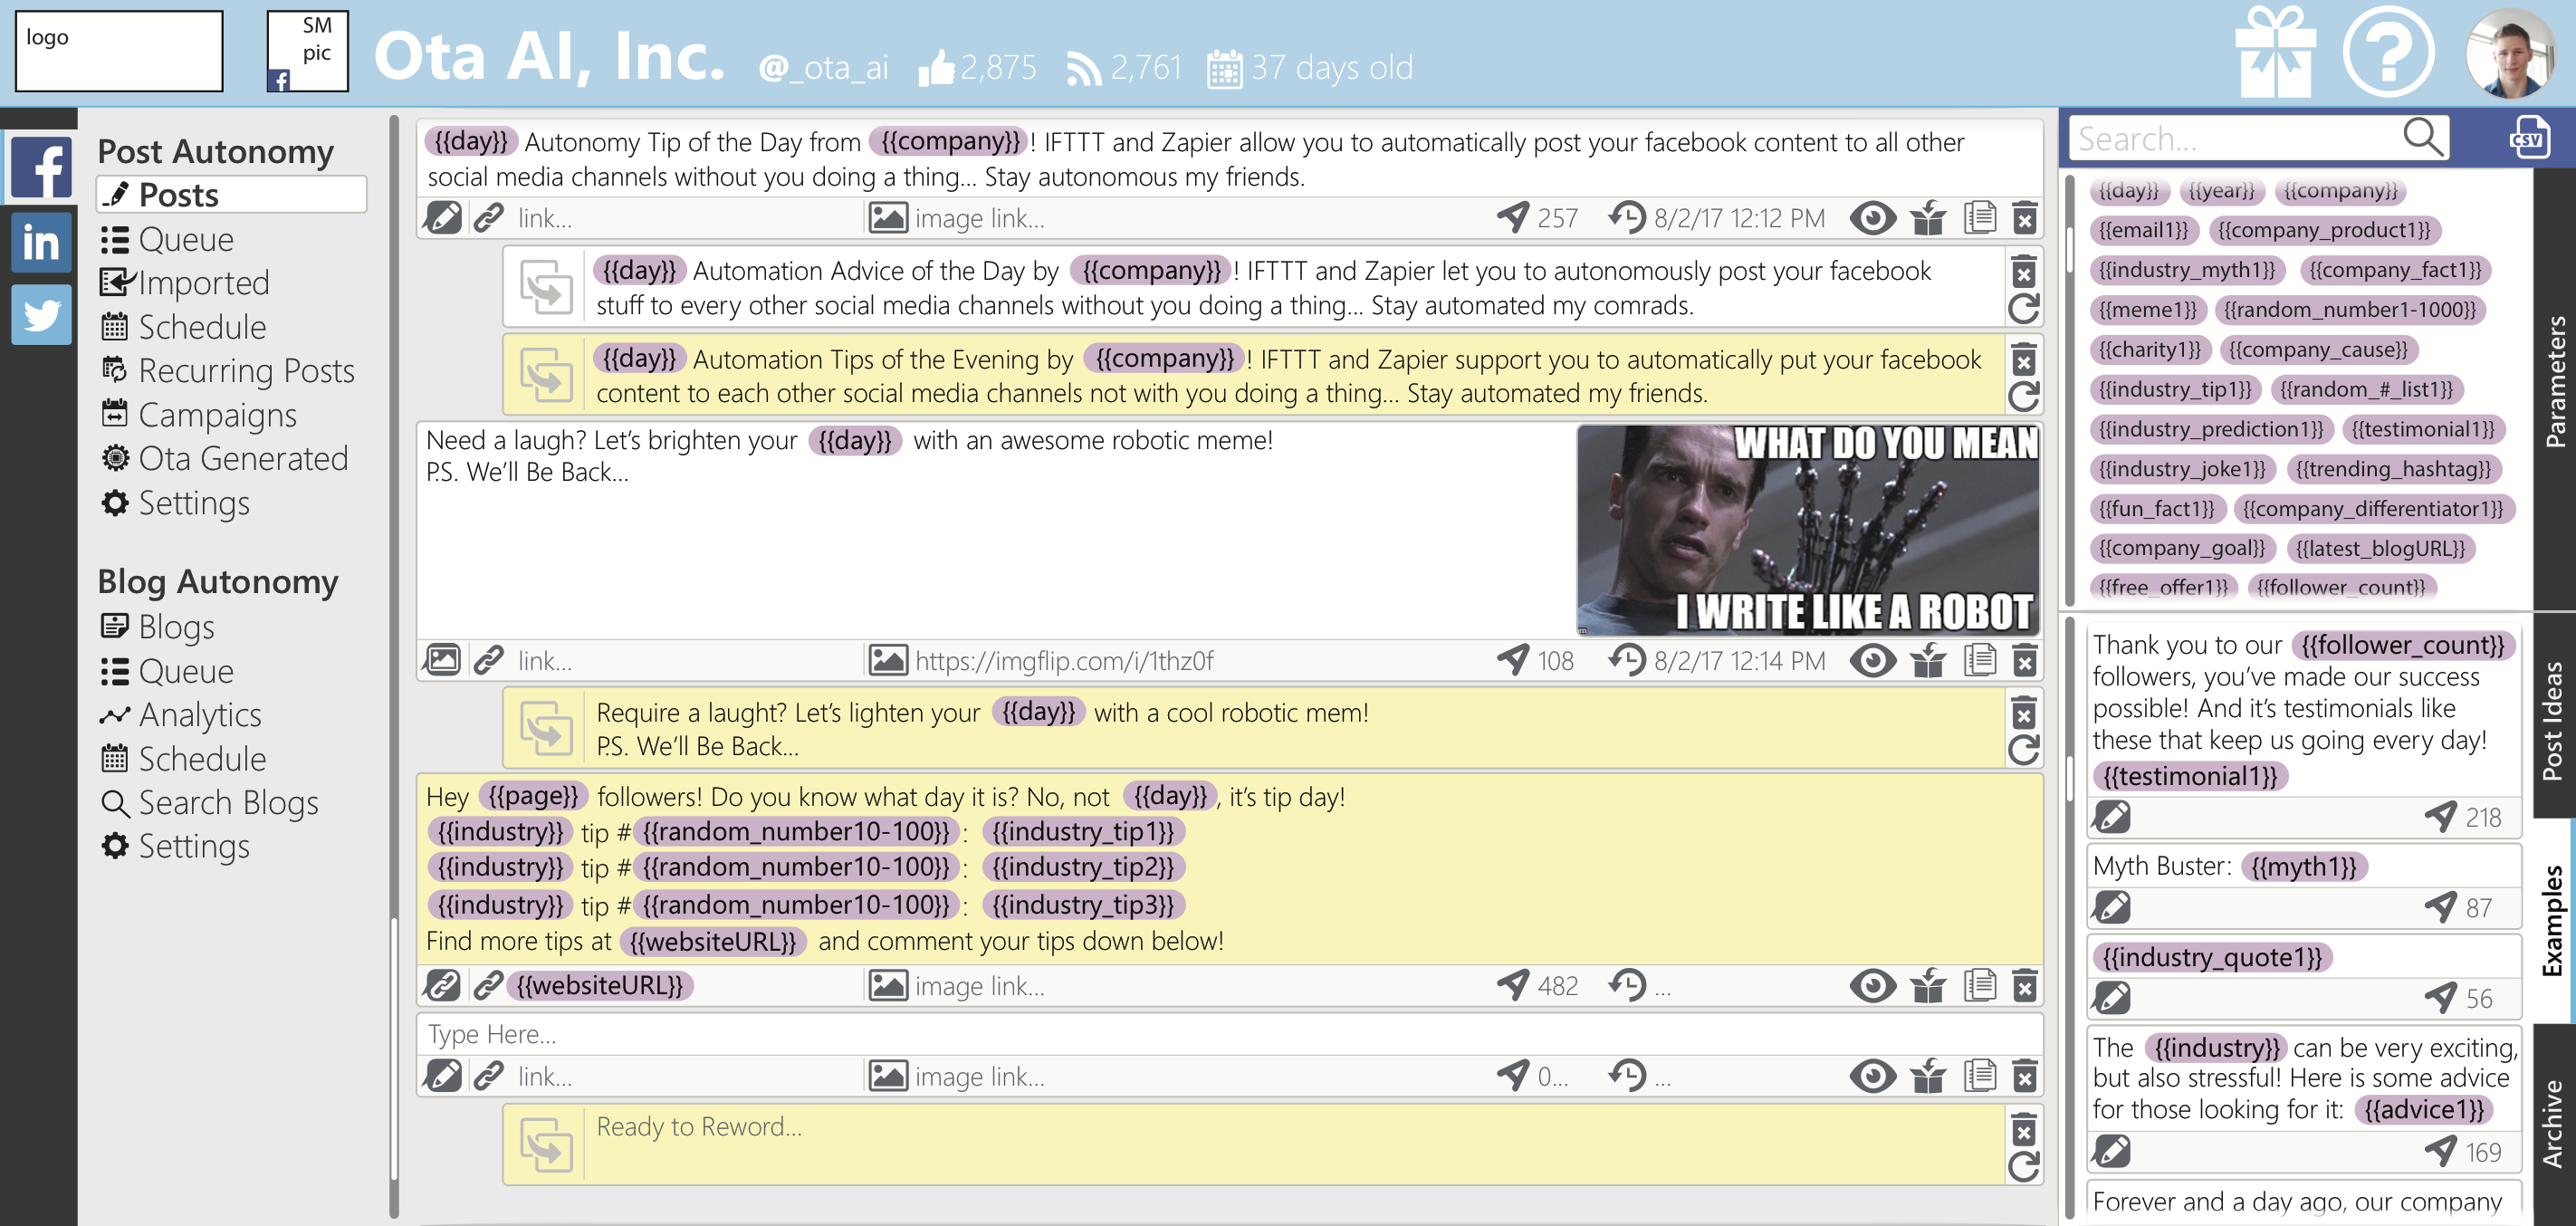 logo
SM
pic
Ota AI, Inc.
@_ota_ai
2,875
2,761
37 days old
Post Autonomy
Posts
Queue
Imported
Schedule
Recurring Posts
Campaigns
Ota Generated
Settings
Blog Autonomy
Blogs
Queue
Analytics
Schedule
Search Blogs
Settings
{{day}} Autonomy Tip of the Day from {{company}}! IFTTT and Zapier allow you to automatically post your facebook content to all other
social media channels without you doing a thing... Stay autonomous my friends.
link... image link... 257 8/2/17 12:12 PM
{{day}} Automation Advice of the Day by {{company}}! IFTTT and Zapier let you to autonomously post your facebook
stuff to every other social media channels without you doing a thing... Stay automated my comrads.
{{day}} Automation Tips of the Evening by {{company}}! IFTTT and Zapier support you to automatically put your facebook
content to each other social media channels not with you doing a thing... Stay automated my friends.
Need a laugh? Let's brighten your {{day}} with an awesome robotic meme!
P.S. We'll Be Back...
WHAT DO YOU MEAN
I WRITE LIKE A ROBOT
link... https://imgflip.com/i/1thz0f 108 8/2/17 12:14 PM
Require a laught? Let's lighten your {{day}} with a cool robotic mem!
P.S. We'll Be Back...
Hey {{page}} followers! Do you know what day it is? No, not {{day}}, it's tip day!
{{industry}} tip #{{random_number10-100}}: {{industry_tip1}}
{{industry}} tip #{{random_number10-100}}: {{industry_tip2}}
{{industry}} tip #{{random_number10-100}}: {{industry_tip3}}
Find more tips at {{websiteURL}} and comment your tips down below!
{{websiteURL}} image link... 482 ...
Type Here...
link... image link... 0... ...
Ready to Reword...
Search...
CSV
{{day}} {{year}} {{company}}
{{email1}} {{company_product1}}
{{industry_myth1}} {{company_fact1}}
{{meme1}} {{random_number1-1000}}
{{charity1}} {{company_cause}}
{{industry_tip1}} {{random_#_list1}}
{{industry_prediction1}} {{testimonial1}}
{{industry_joke1}} {{trending_hashtag}}
{{fun_fact1}} {{company_differentiator1}}
{{company_goal}} {{latest_blogURL}}
{{free_offer1}} {{follower_count}}
Parameters
Thank you to our {{follower_count}}
followers, you've made our success
possible! And it's testimonials like
these that keep us going every day!
{{testimonial1}}
218
Myth Buster: {{myth1}}
87
{{industry_quote1}}
56
The {{industry}} can be very exciting,
but also stressful! Here is some advice
for those looking for it: {{advice1}}
169
Forever and a day ago, our company
Post Ideas
Examples
Archive